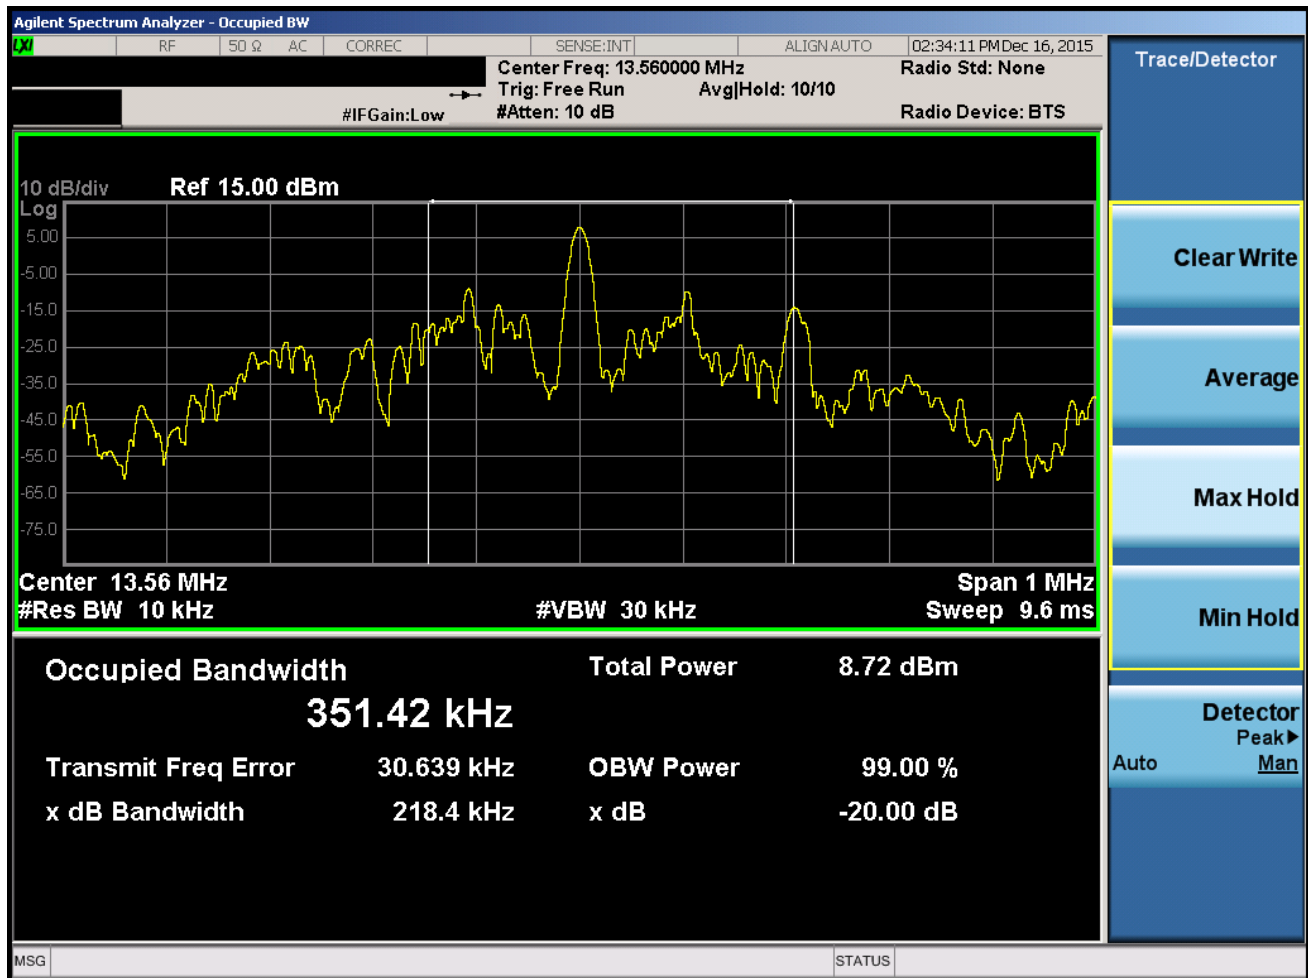 Agilent Spectrum Analyzer - Occupied BW
LXI RF 50 Ω AC CORREC SENSE:INT ALIGN AUTO 02:34:11 PM Dec 16, 2015
Center Freq: 13.560000 MHz Radio Std: None
Trig: Free Run Avg|Hold: 10/10
#IFGain:Low #Atten: 10 dB Radio Device: BTS
10 dB/div Ref 15.00 dBm
Log
5.00
-5.00
-15.0
-25.0
-35.0
-45.0
-55.0
-65.0
-75.0
Center 13.56 MHz Span 1 MHz
#Res BW 10 kHz #VBW 30 kHz Sweep 9.6 ms
Occupied Bandwidth Total Power 8.72 dBm
351.42 kHz
Transmit Freq Error 30.639 kHz OBW Power 99.00 %
x dB Bandwidth 218.4 kHz x dB -20.00 dB
Trace/Detector
Clear Write
Average
Max Hold
Min Hold
Detector
Peak▶
Auto Man
MSG STATUS